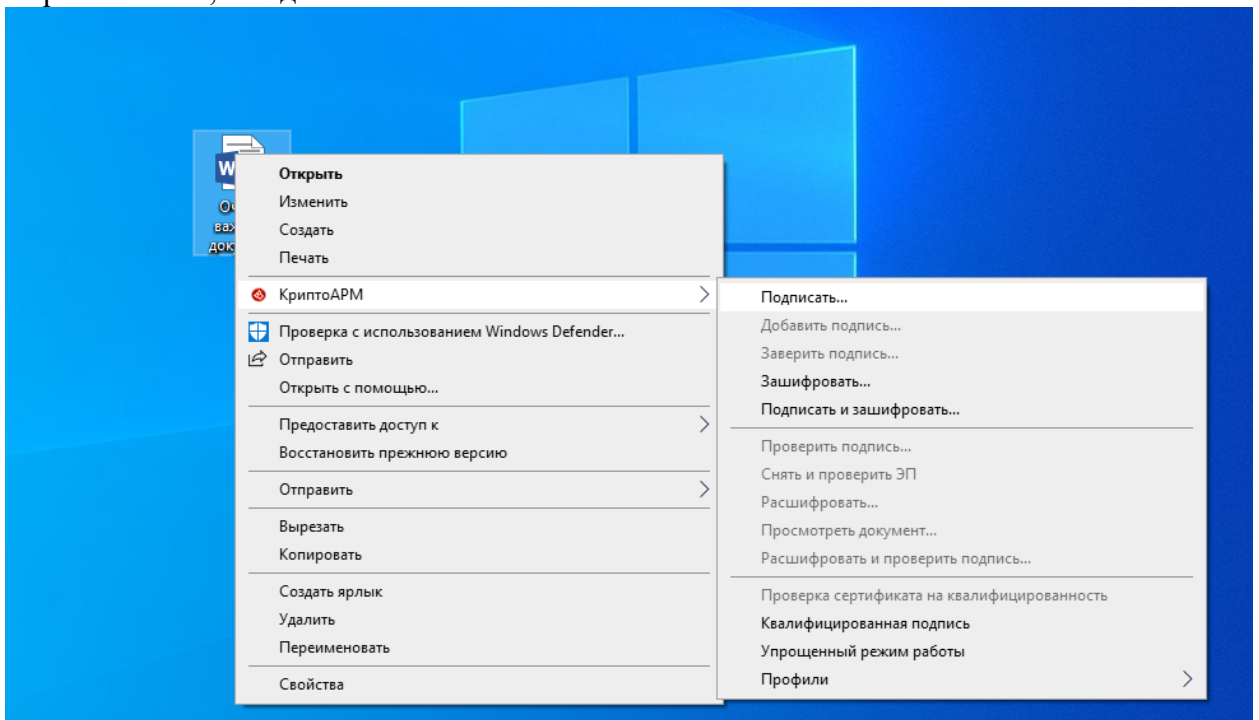 W
Открыть
Изменить
Создать
Печать
КриптоАРМ
Проверка с использованием Windows Defender...
Отправить
Открыть с помощью...
Предоставить доступ к
Восстановить прежнюю версию
Отправить
Вырезать
Копировать
Создать ярлык
Удалить
Переименовать
Свойства
Подписать...
Добавить подпись...
Заверить подпись...
Зашифровать...
Подписать и зашифровать...
Проверить подпись...
Снять и проверить ЭП
Расшифровать...
Просмотреть документ...
Расшифровать и проверить подпись...
Проверка сертификата на квалифицированность
Квалифицированная подпись
Упрощенный режим работы
Профили